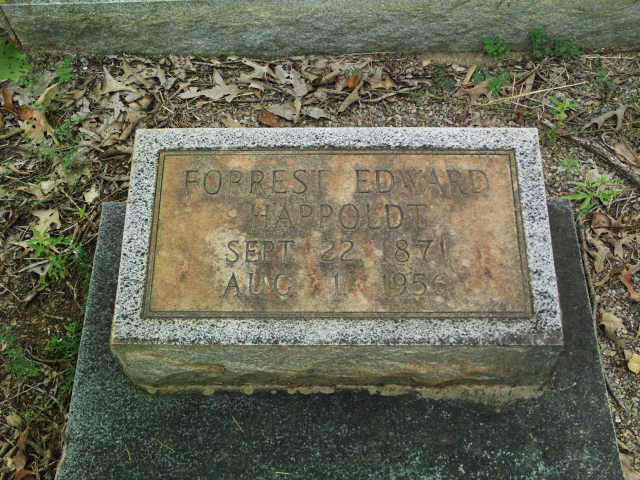 FORREST EDWARD
HAPPOLDT
SEPT. 22, 1871
AUG. 1, 1956